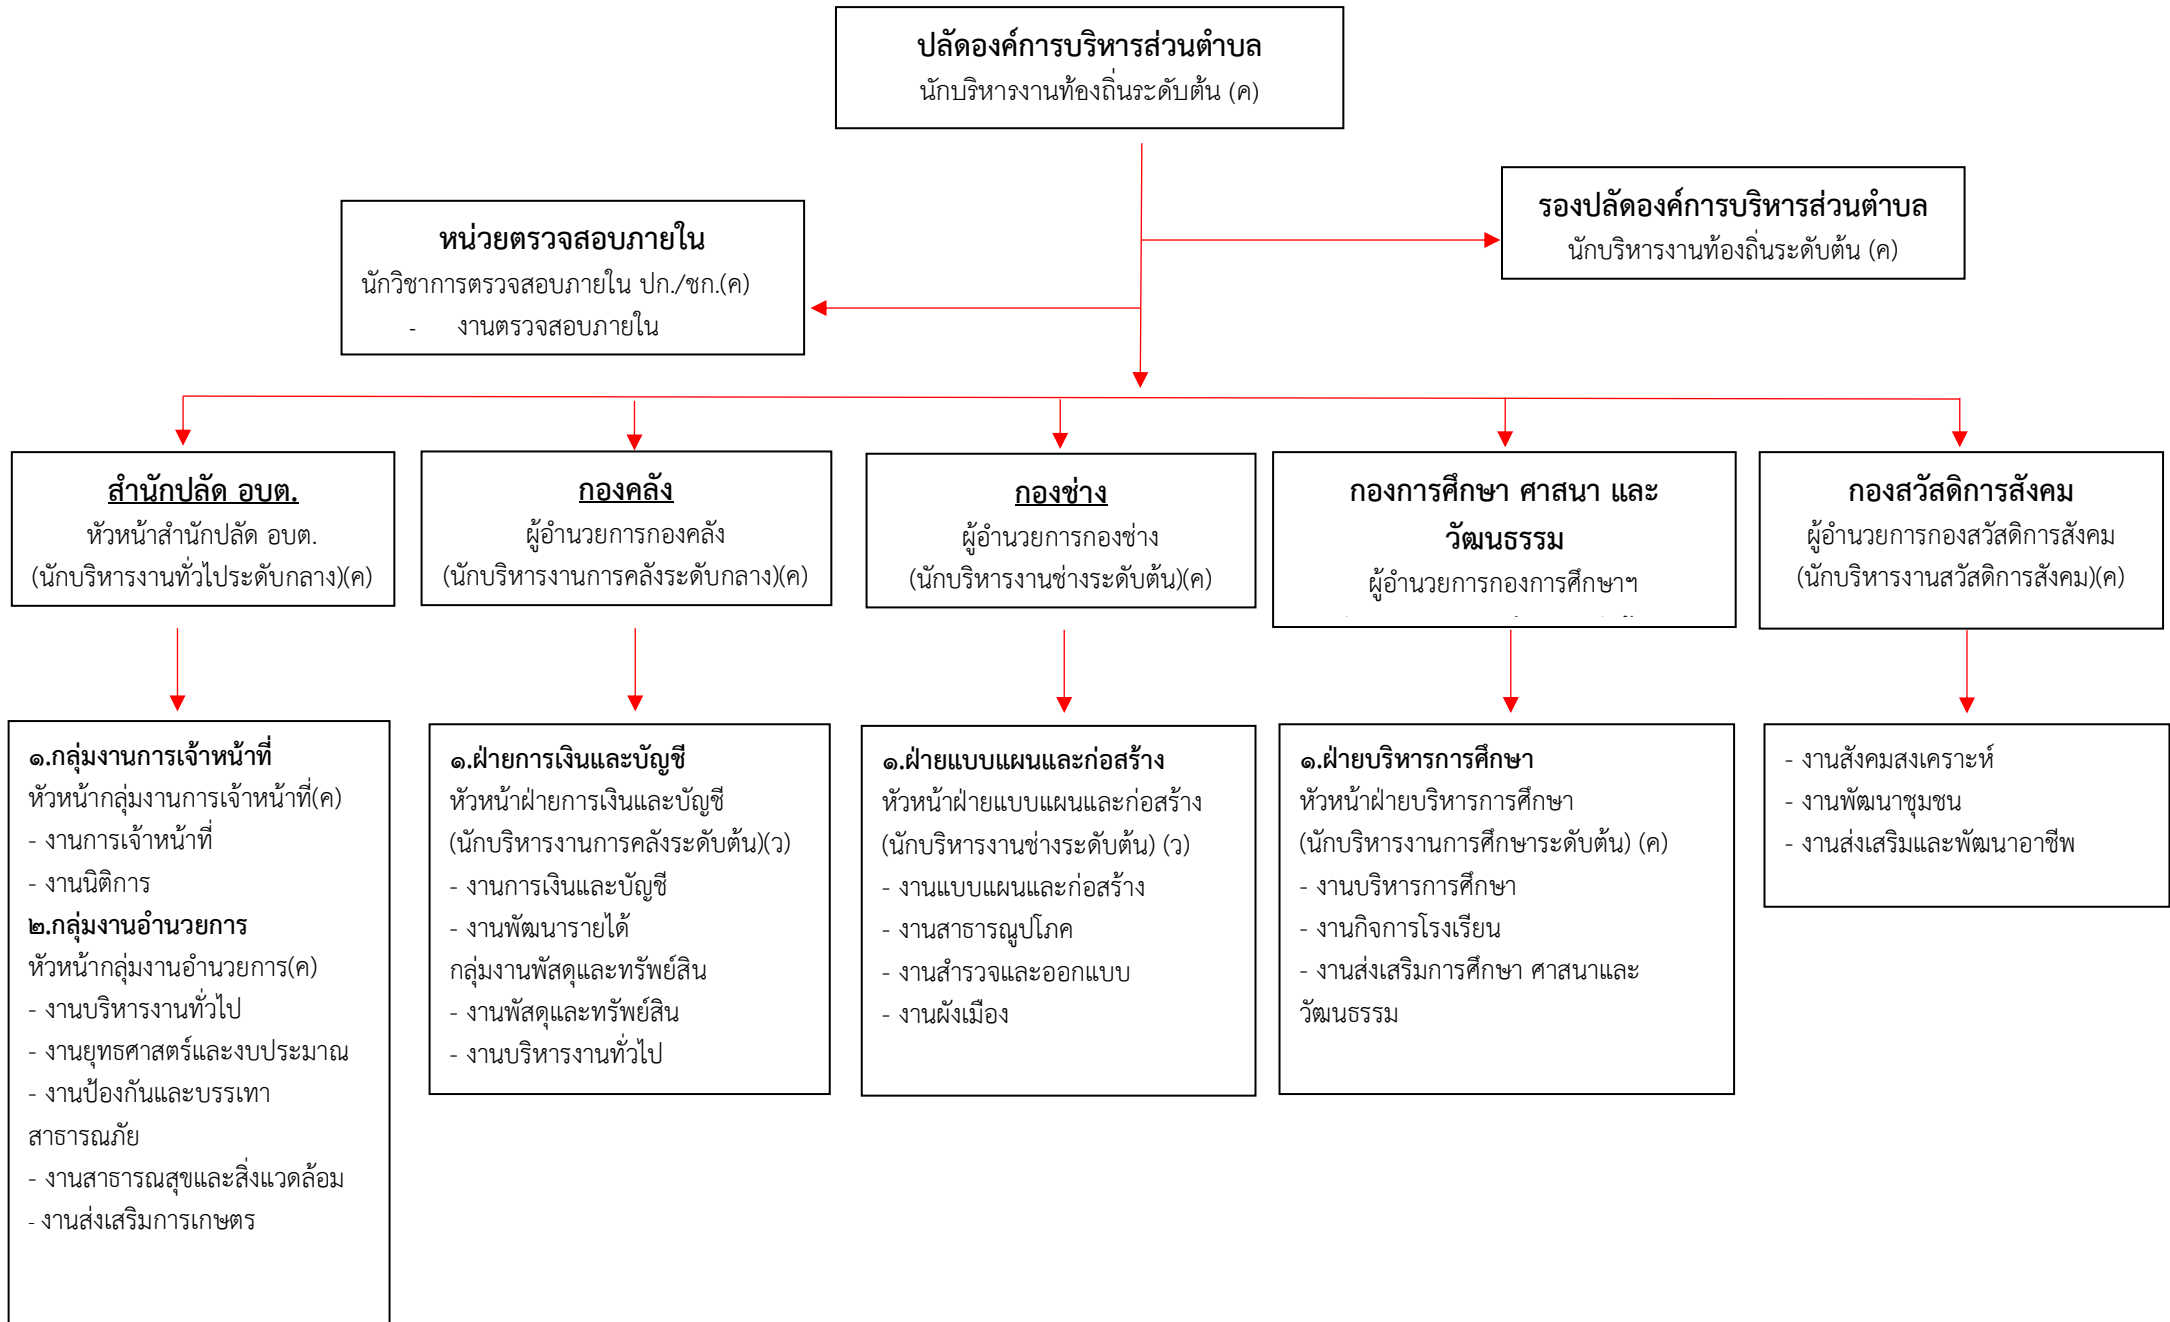 ปลัดองค์การบริหารส่วนตำบล
นักบริหารงานท้องถิ่นระดับต้น (ค)
รองปลัดองค์การบริหารส่วนตำบล
นักบริหารงานท้องถิ่นระดับต้น (ค)
หน่วยตรวจสอบภายใน
นักวิชาการตรวจสอบภายใน ปก./ชก.(ค)
- งานตรวจสอบภายใน
สำนักปลัด อบต.
หัวหน้าสำนักปลัด อบต.
(นักบริหารงานทั่วไประดับกลาง)(ค)
กองคลัง
ผู้อำนวยการกองคลัง
(นักบริหารงานการคลังระดับกลาง)(ค)
กองช่าง
ผู้อำนวยการกองช่าง
(นักบริหารงานช่างระดับต้น)(ค)
กองการศึกษา ศาสนา และ
วัฒนธรรม
ผู้อำนวยการกองการศึกษาฯ
กองสวัสดิการสังคม
ผู้อำนวยการกองสวัสดิการสังคม
(นักบริหารงานสวัสดิการสังคม)(ค)
๑.กลุ่มงานการเจ้าหน้าที่
หัวหน้ากลุ่มงานการเจ้าหน้าที่(ค)
- งานการเจ้าหน้าที่
- งานนิติการ
๒.กลุ่มงานอำนวยการ
หัวหน้ากลุ่มงานอำนวยการ(ค)
- งานบริหารงานทั่วไป
- งานยุทธศาสตร์และงบประมาณ
- งานป้องกันและบรรเทา
สาธารณภัย
- งานสาธารณสุขและสิ่งแวดล้อม
- งานส่งเสริมการเกษตร
๑.ฝ่ายการเงินและบัญชี
หัวหน้าฝ่ายการเงินและบัญชี
(นักบริหารงานการคลังระดับต้น)(ว)
- งานการเงินและบัญชี
- งานพัฒนารายได้
กลุ่มงานพัสดุและทรัพย์สิน
- งานพัสดุและทรัพย์สิน
- งานบริหารงานทั่วไป
๑.ฝ่ายแบบแผนและก่อสร้าง
หัวหน้าฝ่ายแบบแผนและก่อสร้าง
(นักบริหารงานช่างระดับต้น) (ว)
- งานแบบแผนและก่อสร้าง
- งานสาธารณูปโภค
- งานสำรวจและออกแบบ
- งานผังเมือง
๑.ฝ่ายบริหารการศึกษา
หัวหน้าฝ่ายบริหารการศึกษา
(นักบริหารงานการศึกษาระดับต้น) (ค)
- งานบริหารการศึกษา
- งานกิจการโรงเรียน
- งานส่งเสริมการศึกษา ศาสนาและ
วัฒนธรรม
- งานสังคมสงเคราะห์
- งานพัฒนาชุมชน
- งานส่งเสริมและพัฒนาอาชีพ